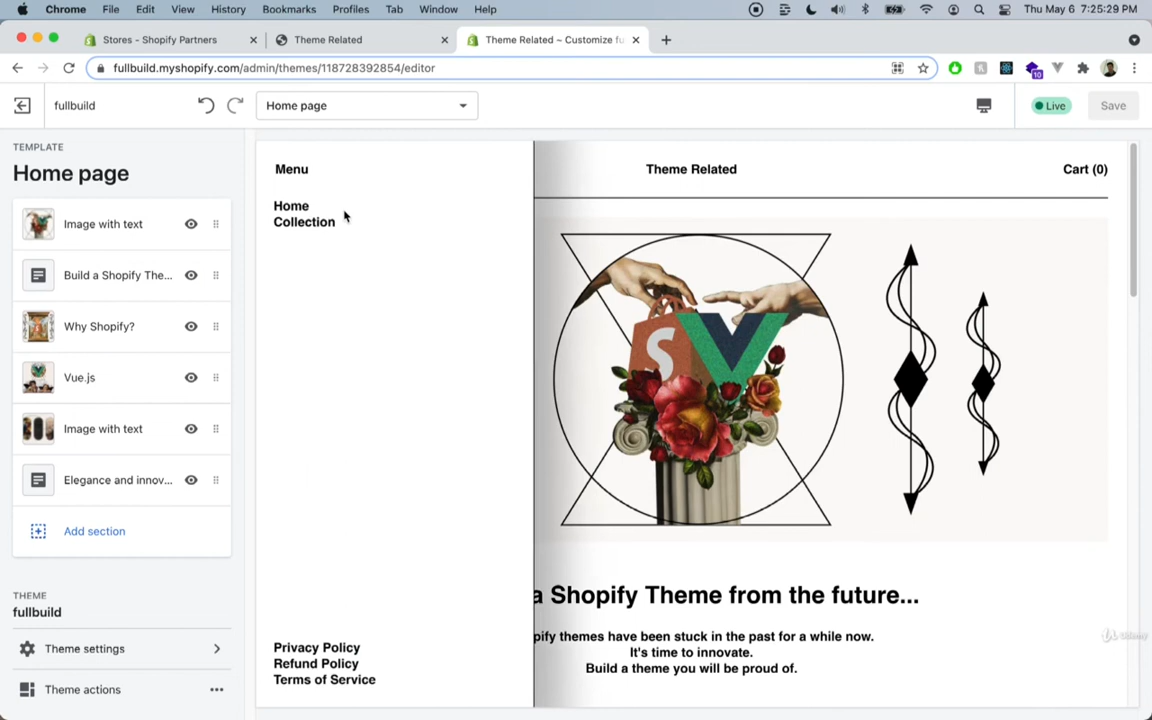 Chrome File Edit View History Bookmarks Profiles Tab Window Help Thu May 6 7:25:29 PM
Stores - Shopify Partners
Theme Related
Theme Related ~ Customize fu
fullbuild.myshopify.com/admin/themes/118728392854/editor
10
fullbuild
Home page
Live
Save
TEMPLATE
Home page
Image with text
Build a Shopify The...
Why Shopify?
Vue.js
Image with text
Elegance and innov...
Add section
THEME
fullbuild
Theme settings
Theme actions
Menu
Home
Collection
Privacy Policy
Refund Policy
Terms of Service
Theme Related
Cart (0)
a Shopify Theme from the future...
pify themes have been stuck in the past for a while now.
It's time to innovate.
Build a theme you will be proud of.
Udemy